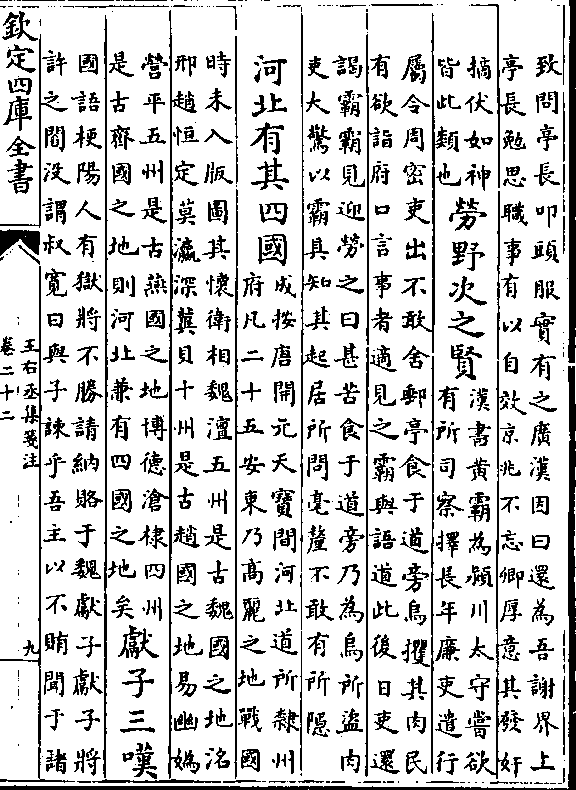 致問亭長叩頭服實有之廣漢因曰還為吾謝界上
亭長勉思職事有以自效京兆不忘卿厚意其發奸
摘伏如神
皆此類也
勞野次之賢
漢書黃霸為潁川太守嘗欲
有所司察擇長年廉吏遣行
屬令周密吏出不敢舍郵亭食于道旁烏攫其肉民
有欲詣府口言事者適見之霸與語道此後日吏還
謁霸霸見迎勞之曰甚苦食于道旁乃為烏所盜肉
吏大驚以霸具知其起居所問毫釐不敢有所隱
河北有其四國
成按唐開元天寶間河北道所隸州
府凡二十五安東乃高麗之地戰國
時未入版圖其懷衛相魏澶五州是古魏國之地洺
邢趙恒定莫瀛深冀貝十州是古趙國之地易幽媯
營平五州是古燕國之地博德滄棣四州
是古齊國之地則河北兼有四國之地矣
獻子三嘆
國語梗陽人有獄將不勝請納賂于魏獻子獻子將
許之閻没謂叔寛曰與子諫乎吾主以不賄聞于諸
欽定四庫全書
王右丞集箋注
卷二十二
九